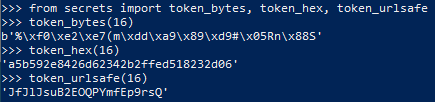 >>> from secrets import token_bytes, token_hex, token_urlsafe
>>> token_bytes(16)
b'%\xf0\xe2\xe7(m\xdd\xa9\x89\xd9#\x05Rn\x88S'
>>> token_hex(16)
'a5b592e8426d62342b2ffed518232d06'
>>> token_urlsafe(16)
'JfJlJsuB2EOQPYmfEp9rsQ'